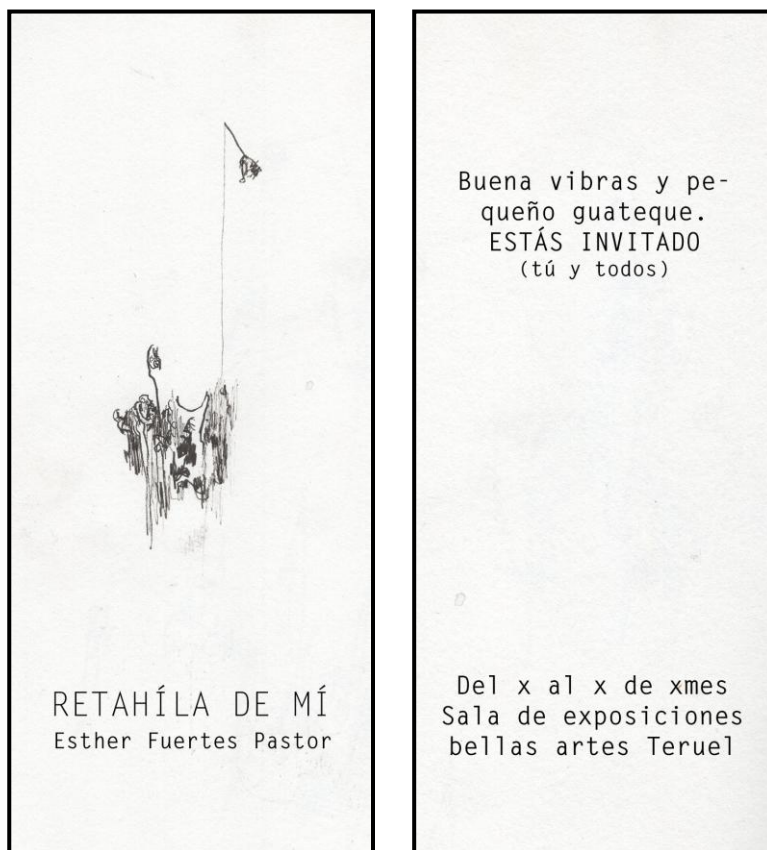 RETAHÍLA DE MÍ
Esther Fuertes Pastor
Buena vibras y pe-
queño guateque.
ESTÁS INVITADO
(tú y todos)
Del x al x de xmes
Sala de exposiciones
bellas artes Teruel